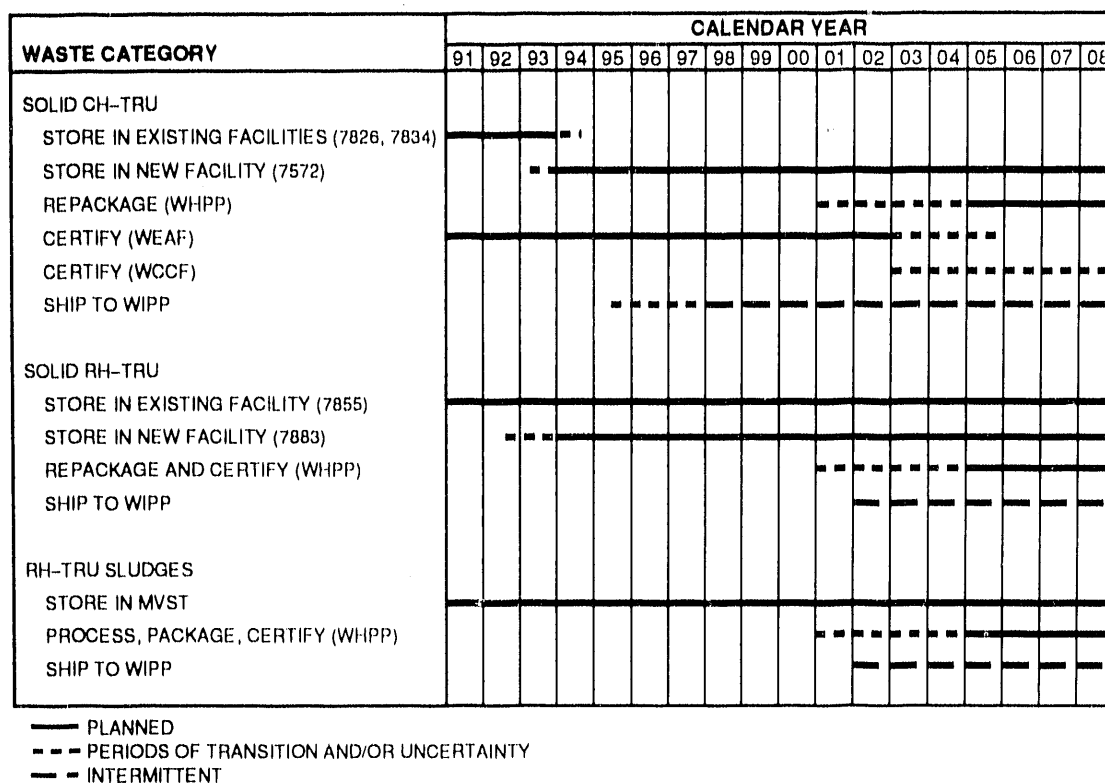 CALENDAR YEAR
WASTE CATEGORY 91 92 93 94 95 96 97 98 99 00 01 02 03 04 05 06 07 08
SOLID CH-TRU
STORE IN EXISTING FACILITIES (7826, 7834)
STORE IN NEW FACILITY (7572)
REPACKAGE (WHPP)
CERTIFY (WEAF)
CERTIFY (WCCF)
SHIP TO WIPP
SOLID RH-TRU
STORE IN EXISTING FACILITY (7855)
STORE IN NEW FACILITY (7883)
REPACKAGE AND CERTIFY (WHPP)
SHIP TO WIPP
RH-TRU SLUDGES
STORE IN MVST
PROCESS, PACKAGE, CERTIFY (WHPP)
SHIP TO WIPP
PLANNED
PERIODS OF TRANSITION AND/OR UNCERTAINTY
INTERMITTENT